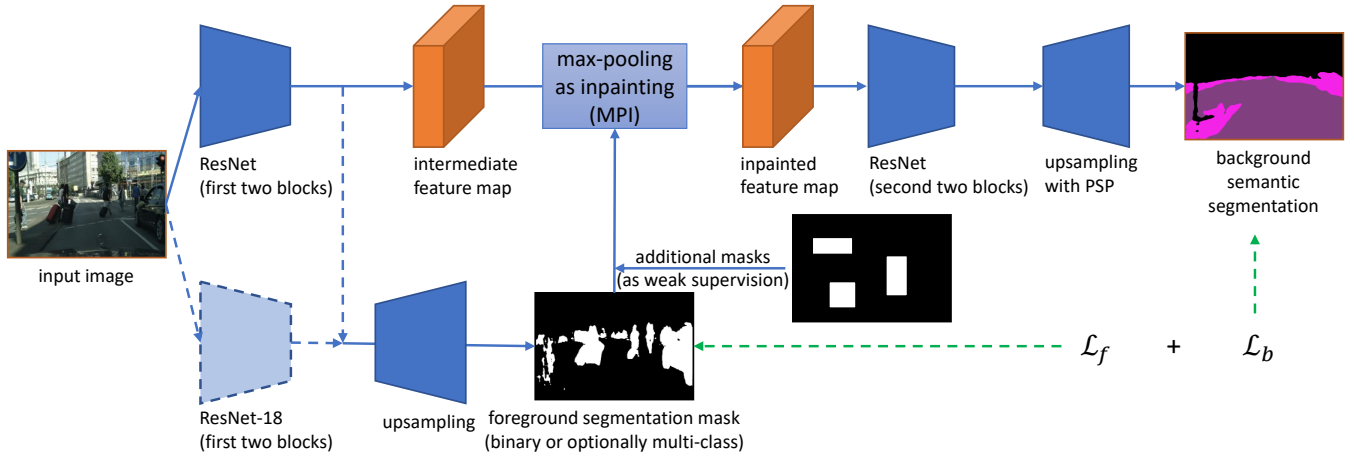 max-pooling
as inpainting
(MPI)
ResNet
(first two blocks)
intermediate
feature map
inpainted
feature map
ResNet
(second two blocks)
upsampling
with PSP
background
semantic
segmentation
input image
additional masks
(as weak supervision)
ℒf + ℒb
ResNet-18
(first two blocks)
upsampling
foreground segmentation mask
(binary or optionally multi-class)